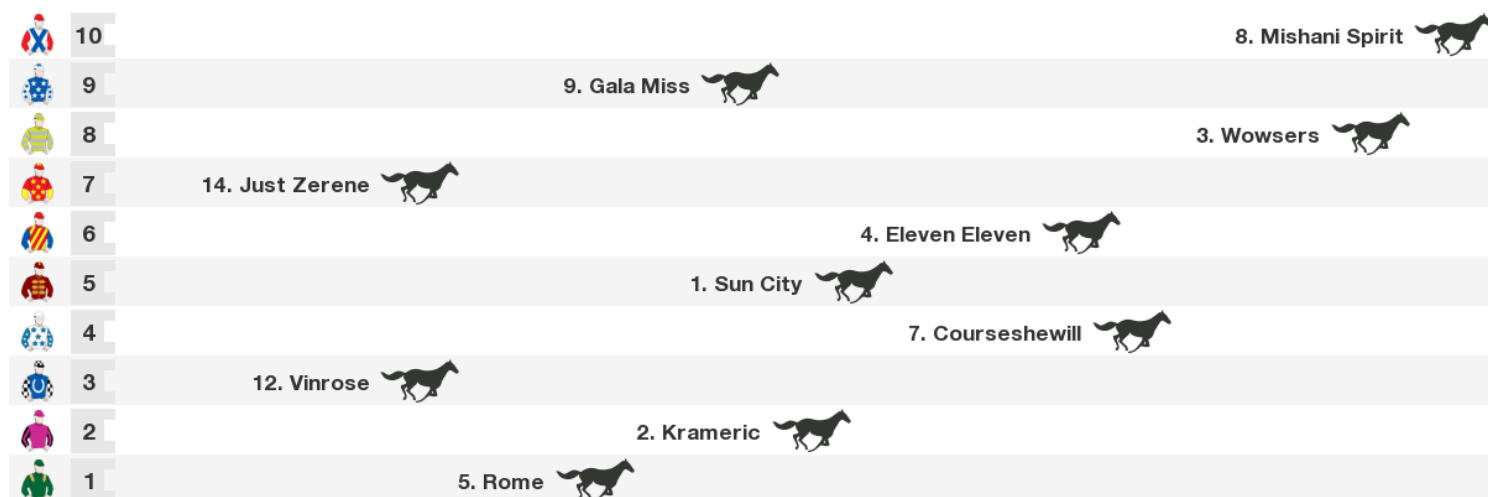 10 8. Mishani Spirit
9 9. Gala Miss
8 3. Wowsers
7 14. Just Zerene
6 4. Eleven Eleven
5 1. Sun City
4 7. Courseshewill
3 12. Vinrose
2 2. Krameric
1 5. Rome